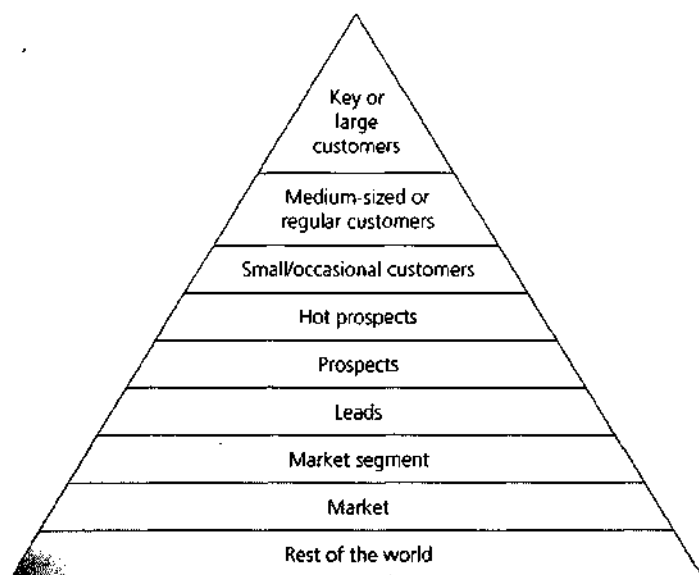 Key or
large
customers
Medium-sized or
regular customers
Small/occasional customers
Hot prospects
Prospects
Leads
Market segment
Market
Rest of the world